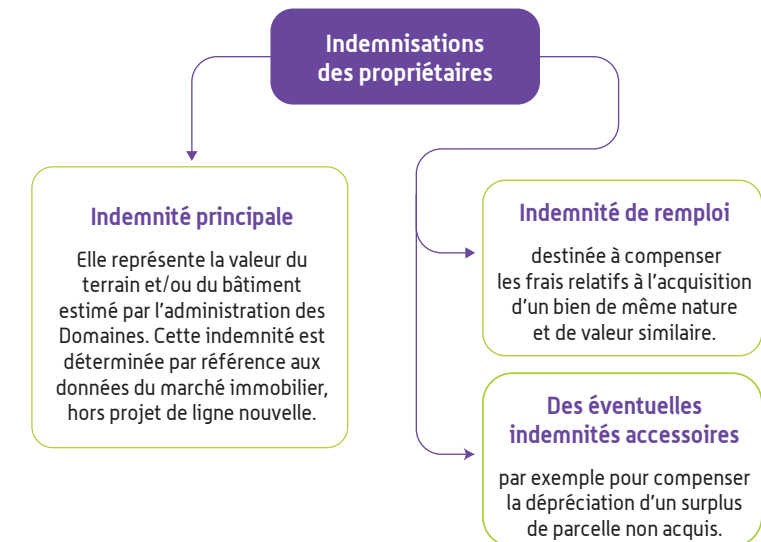 Indemnisations
des propriétaires
Indemnité principale
Elle représente la valeur du
terrain et/ou du bâtiment
estimé par l’administration des
Domaines. Cette indemnité est
déterminée par référence aux
données du marché immobilier,
hors projet de ligne nouvelle.
Indemnité de remploi
destinée à compenser
les frais relatifs à l’acquisition
d’un bien de même nature
et de valeur similaire.
Des éventuelles
indemnités accessoires
par exemple pour compenser
la dépréciation d’un surplus
de parcelle non acquis.